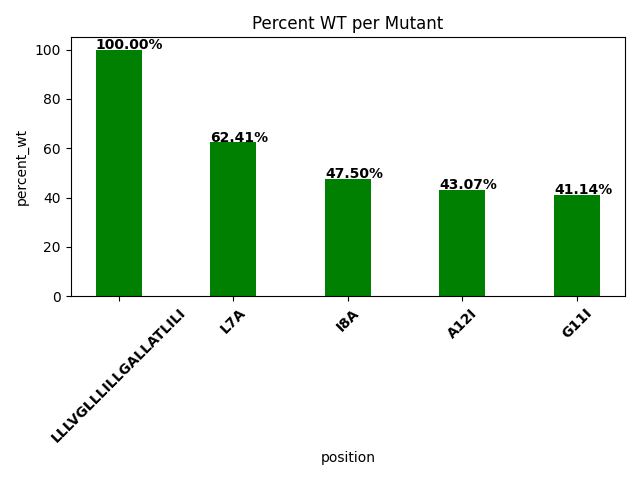 Percent WT per Mutant
percent_wt
100
80
60
40
20
0
100.00%
62.41%
47.50%
43.07%
41.14%
LLLVGLLLILLGALLATLILI
L7A
I8A
A12I
G11I
position